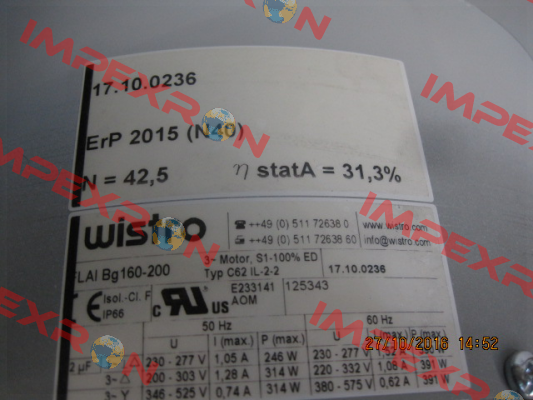 IMPEXRON
17.10.0236
ErP 2015 (N40)
N = 42,5 η statA = 31,3%
wistro
☎ ++49 (0) 511 72638 0
++49 (0) 511 72638 60
www.wistro.
info@wistro.com
FLAI Bg160-200
3~ Motor, S1-100% ED
Typ C62 IL-2-2
17.10.0236
CE Isol.-Cl. F
IP66
c UR US
E233141
AOM
125343
50 Hz 60 Hz
U I (max.) P (max.) U I (max.) P (max.)
2 µF 230 - 277 V 1,05 A 246 W 230 - 277 V
3~ △ 200 - 303 V 1,28 A 314 W 220 - 332 V 1,08 A 391 W
3~ Y 346 - 525 V 0,74 A 314 W 380 - 575 V 0,62 A 391 W
27/10/2016 14:52